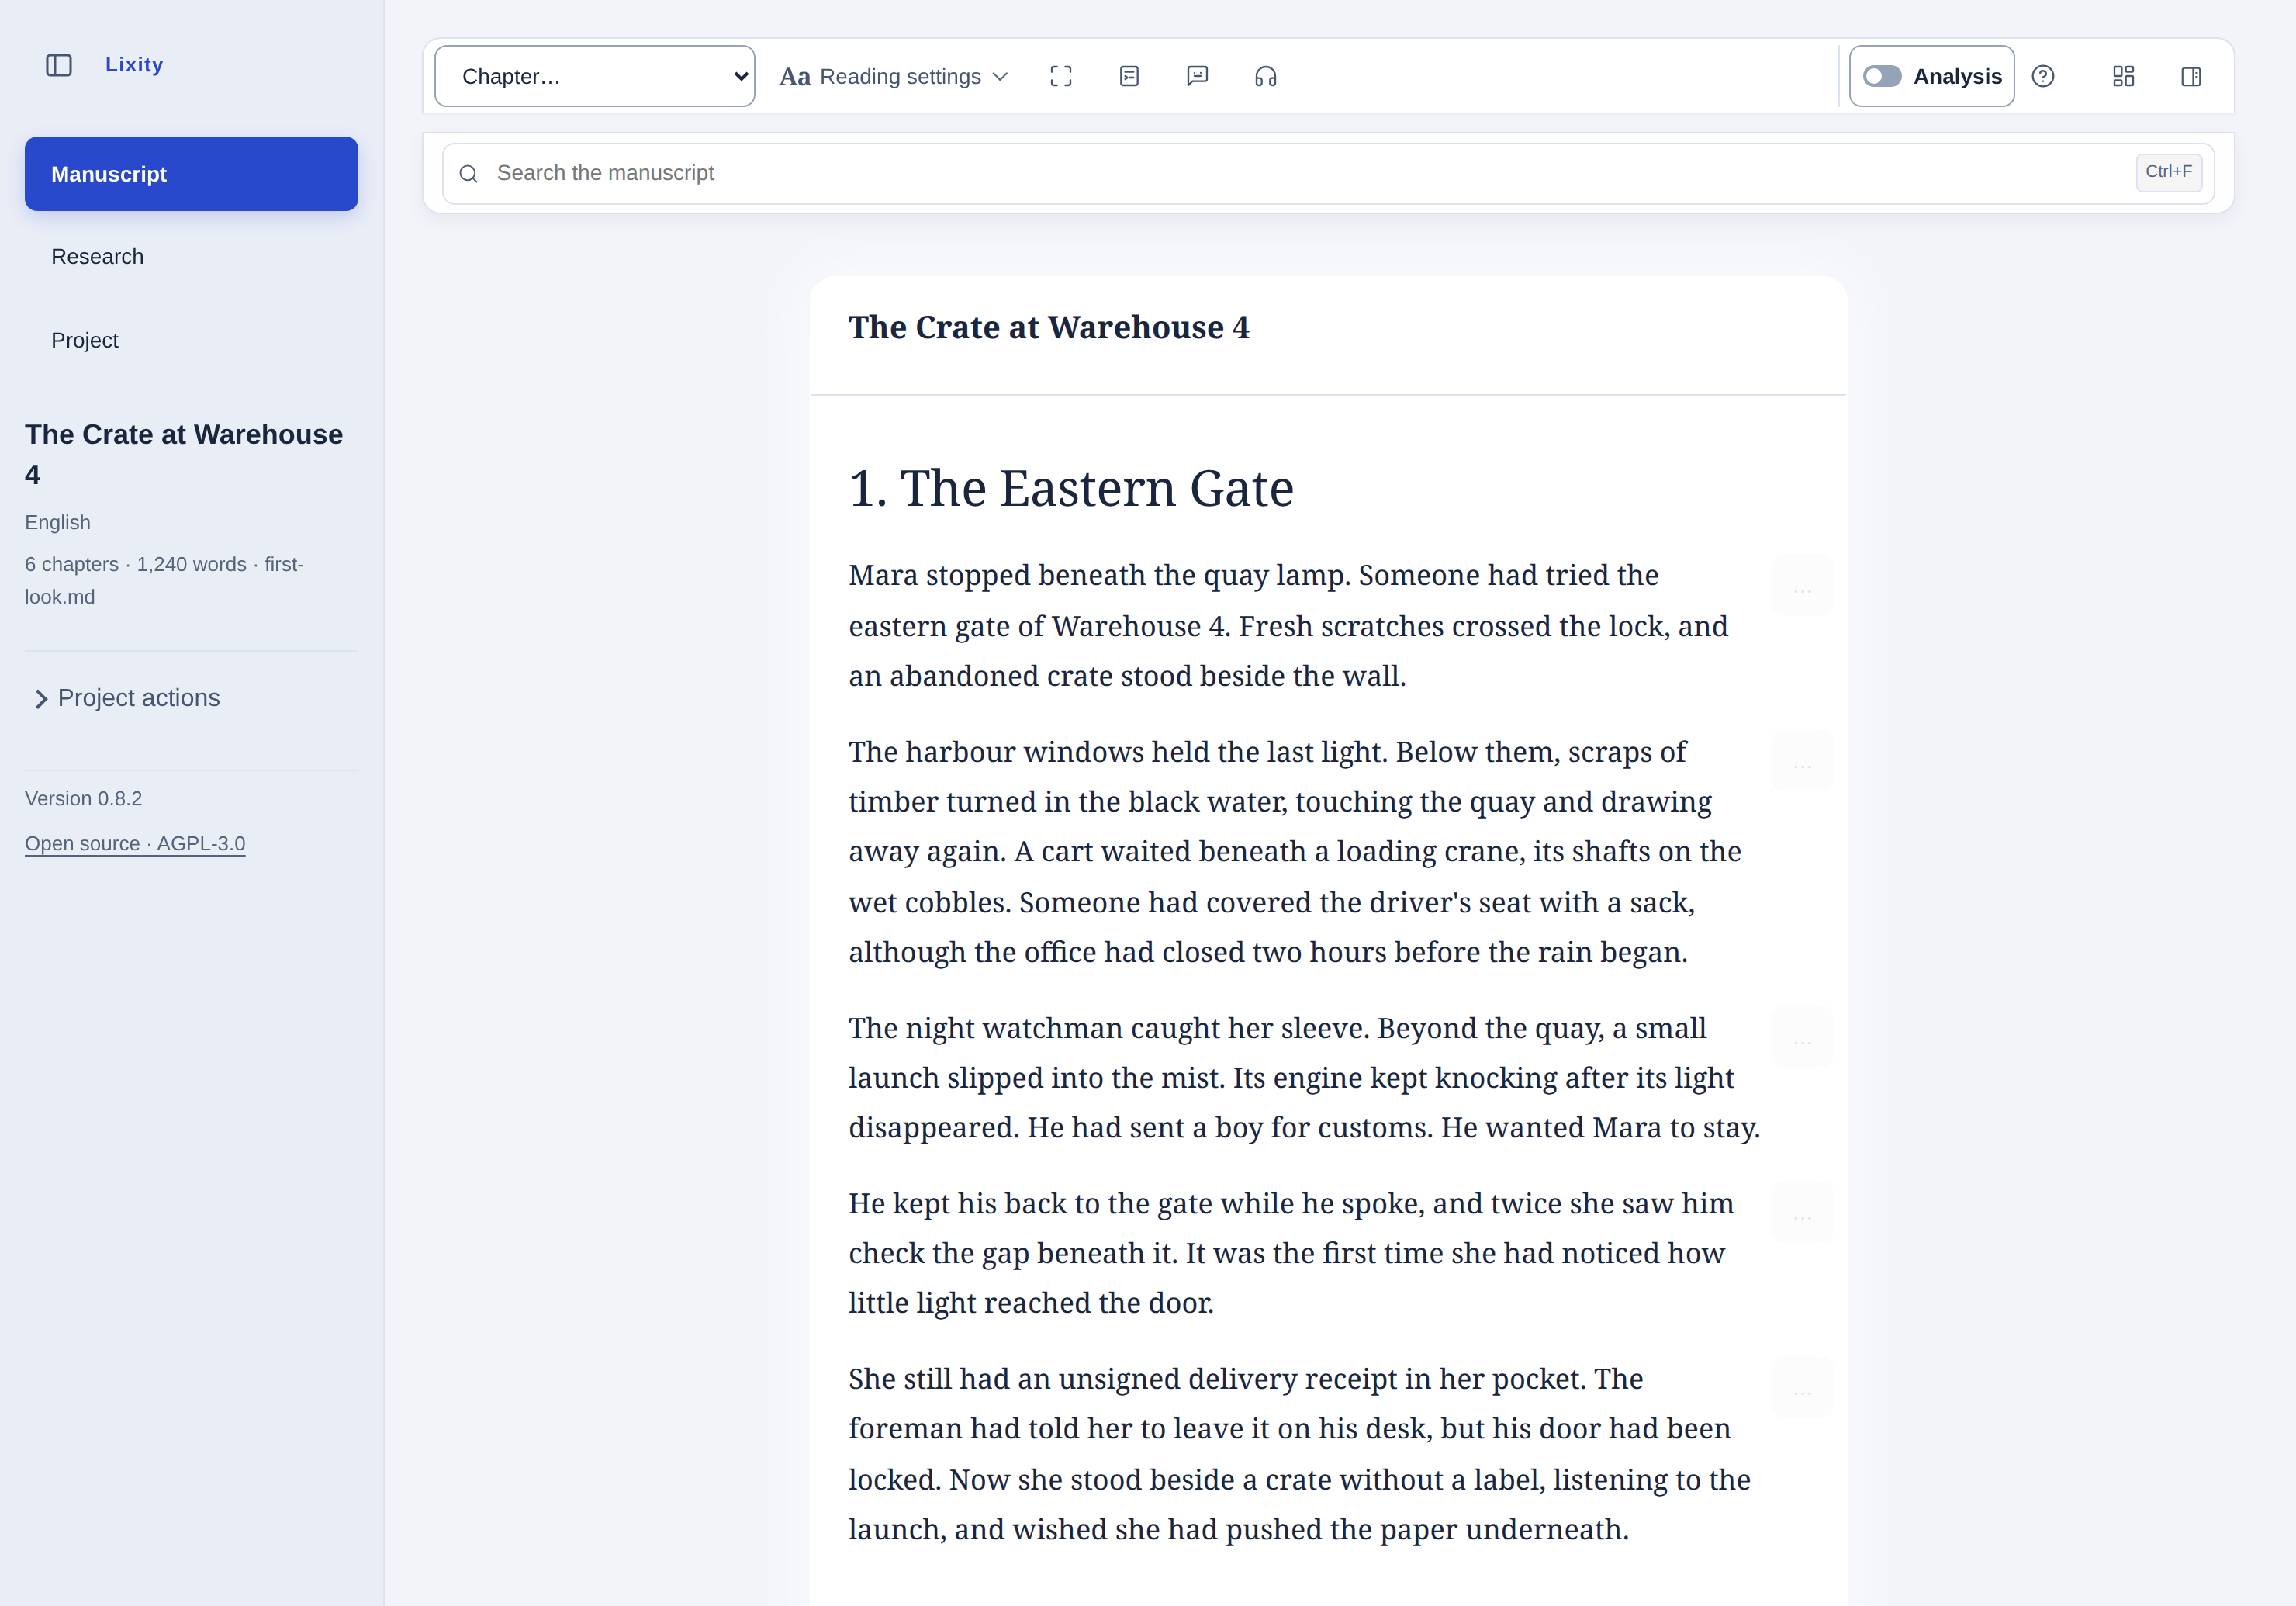 Lixity
Manuscript
Research
Project
The Crate at Warehouse
4
English
6 chapters · 1,240 words · first-
look.md
Project actions
Version 0.8.2
Open source · AGPL-3.0
Chapter…
Aa Reading settings
Analysis
Search the manuscript
Ctrl+F
The Crate at Warehouse 4
1. The Eastern Gate
Mara stopped beneath the quay lamp. Someone had tried the
eastern gate of Warehouse 4. Fresh scratches crossed the lock, and
an abandoned crate stood beside the wall.
…
The harbour windows held the last light. Below them, scraps of
timber turned in the black water, touching the quay and drawing
away again. A cart waited beneath a loading crane, its shafts on the
wet cobbles. Someone had covered the driver's seat with a sack,
although the office had closed two hours before the rain began.
…
The night watchman caught her sleeve. Beyond the quay, a small
launch slipped into the mist. Its engine kept knocking after its light
disappeared. He had sent a boy for customs. He wanted Mara to stay.
…
He kept his back to the gate while he spoke, and twice she saw him
check the gap beneath it. It was the first time she had noticed how
little light reached the door.
…
She still had an unsigned delivery receipt in her pocket. The
foreman had told her to leave it on his desk, but his door had been
locked. Now she stood beside a crate without a label, listening to the
launch, and wished she had pushed the paper underneath.
…